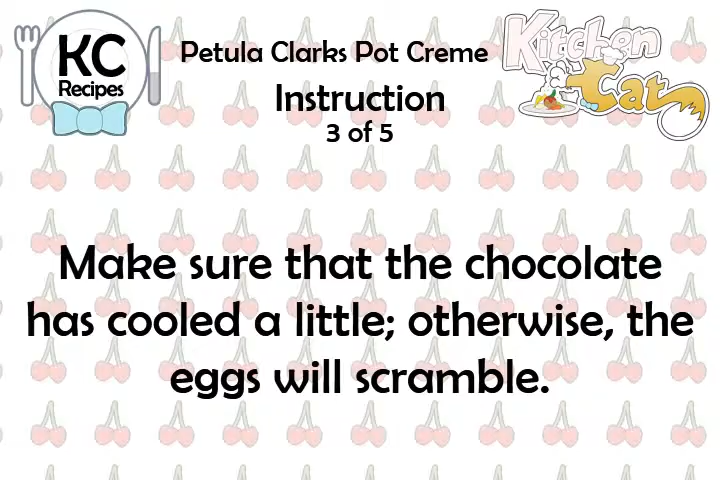 KC
Recipes
Petula Clarks Pot Creme
Instruction
3 of 5
Kitchen
Cat
Make sure that the chocolate
has cooled a little; otherwise, the
eggs will scramble.